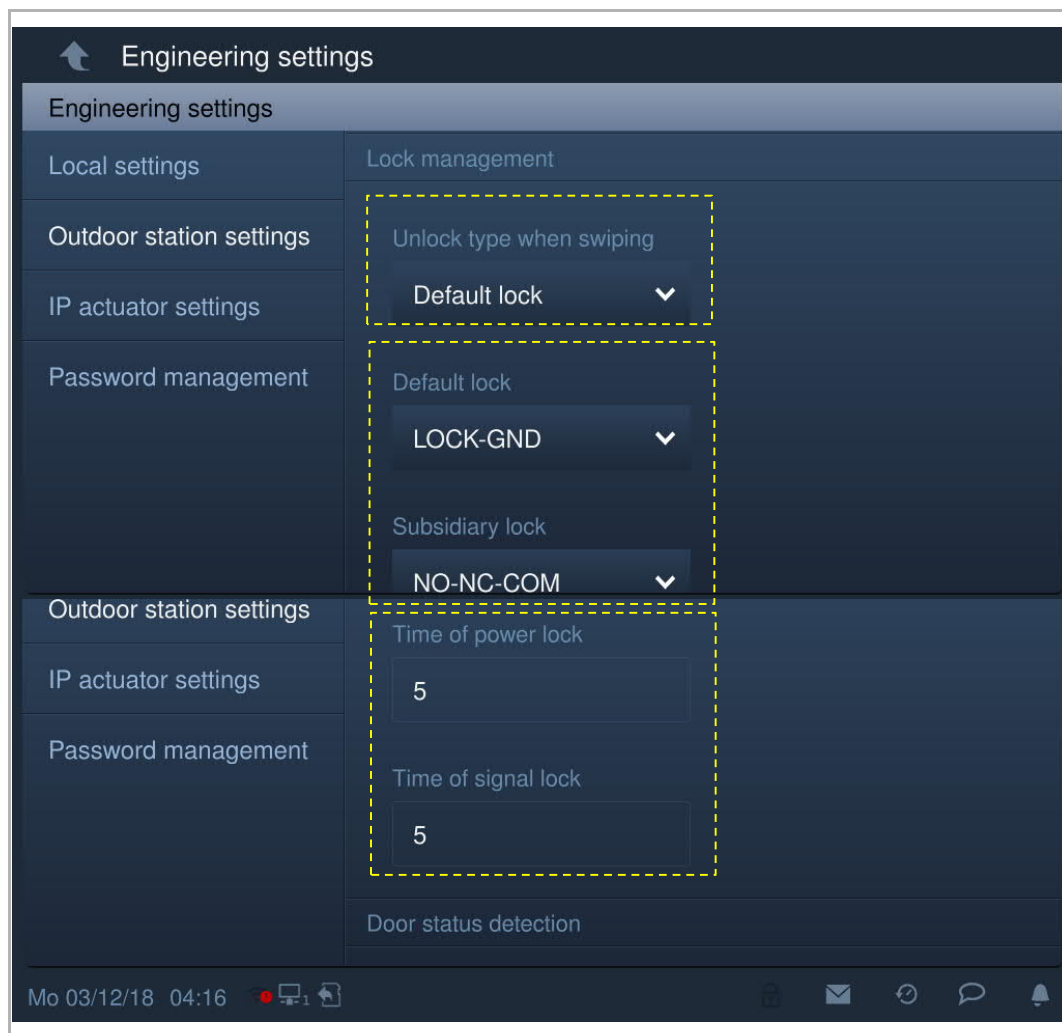 Engineering settings
Engineering settings
Local settings
Outdoor station settings
IP actuator settings
Password management
Lock management
Unlock type when swiping
Default lock
Default lock
LOCK-GND
Subsidiary lock
NO-NC-COM
Outdoor station settings
IP actuator settings
Password management
Time of power lock
5
Time of signal lock
5
Door status detection
Mo 03/12/18 04:16 1